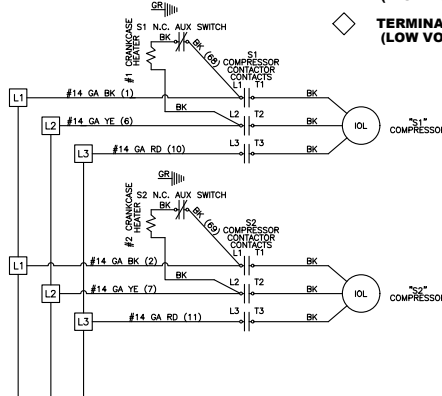 GR
S1 N.C. AUX SWITCH
TERMINA
(LOW VO
BK
BK (68)
#1 CRANKCASE HEATER
S1
COMPRESSOR
CONTACTOR
CONTACTS
L1 T1
L1
#14 GA BK (1)
BK
BK
L2
#14 GA YE (6)
L2 T2
BK
IOL
"S1"
COMPRESSOR
L3
#14 GA RD (10)
L3 T3
BK
GR
S2 N.C. AUX SWITCH
BK
BK (69)
#2 CRANKCASE HEATER
S2
COMPRESSOR
CONTACTOR
CONTACTS
L1 T1
L1
#14 GA BK (2)
BK
BK
L2
#14 GA YE (7)
L2 T2
BK
IOL
"S2"
COMPRESSOR
L3
#14 GA RD (11)
L3 T3
BK